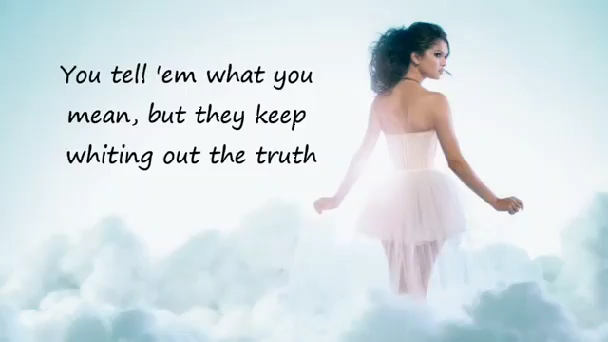 You tell 'em what you
mean, but they keep
whiting out the truth